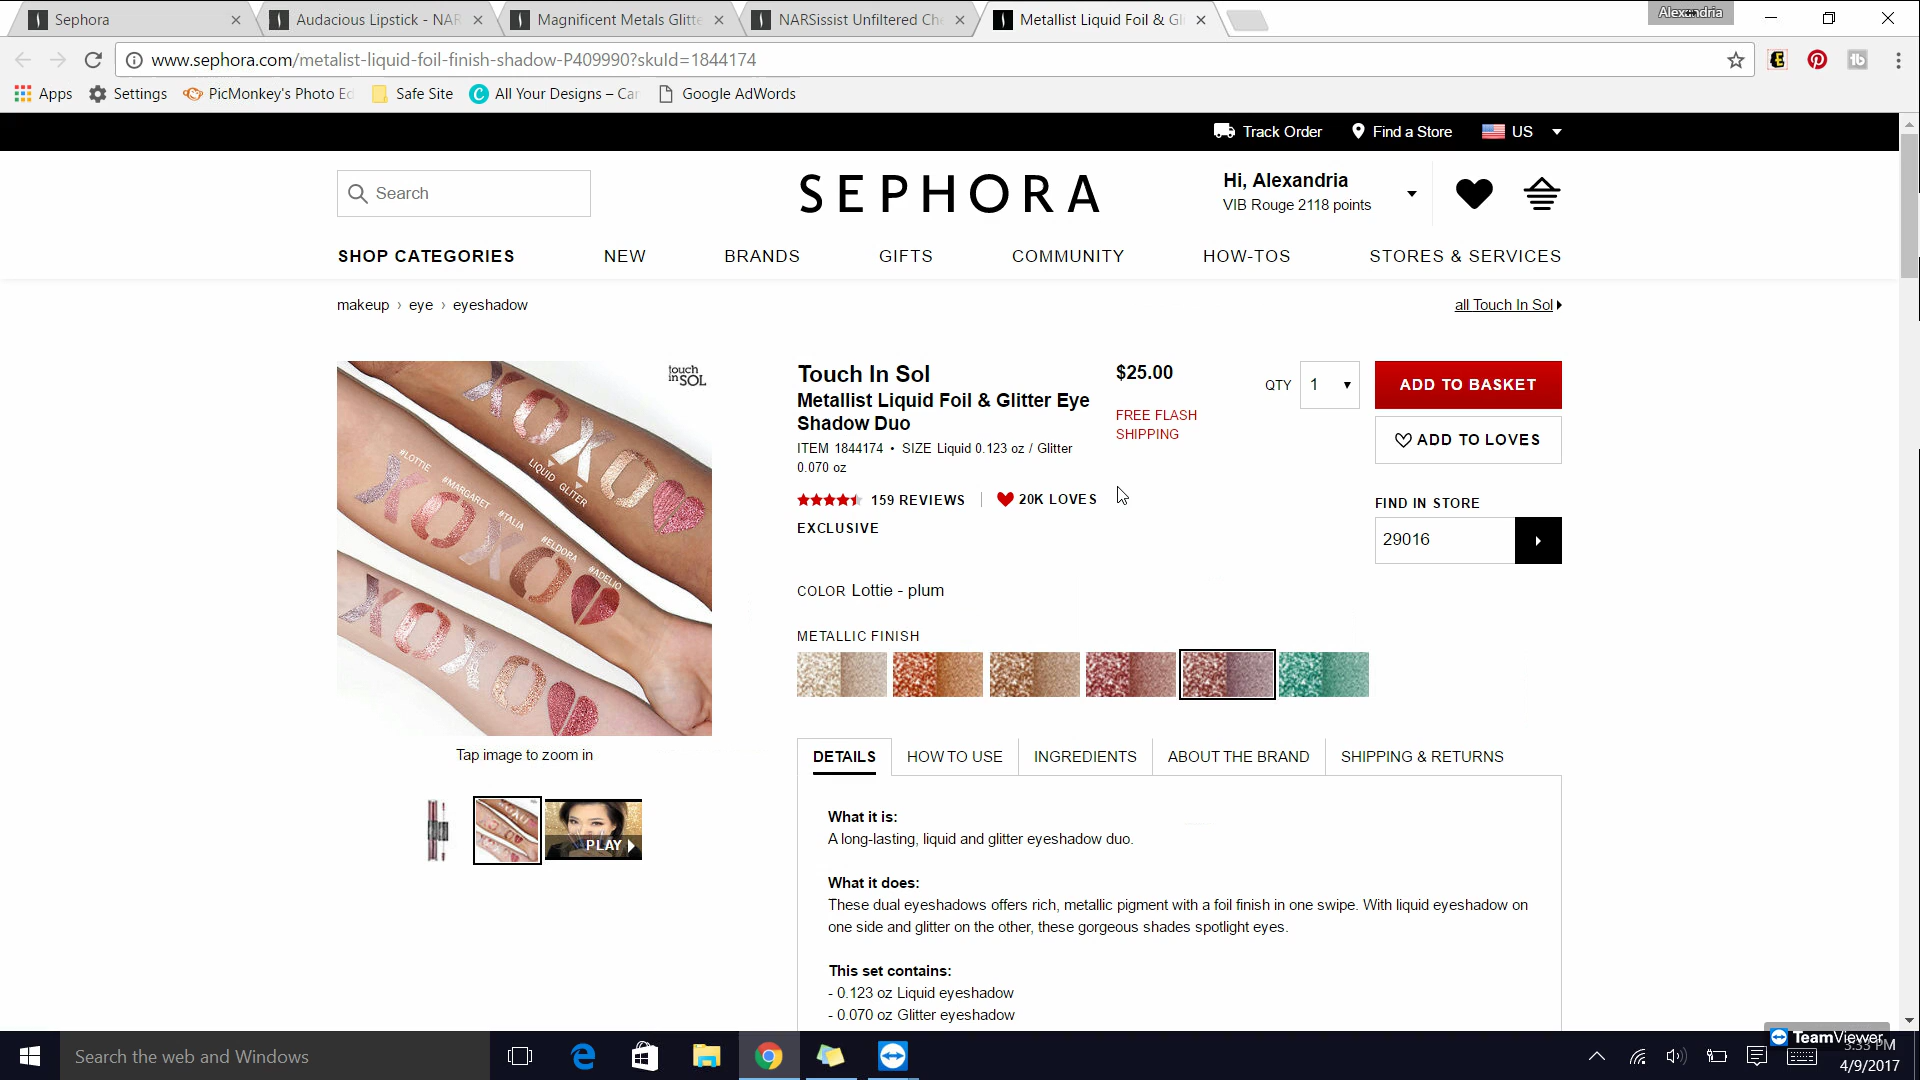 Sephora
Audacious Lipstick - NAR
Magnificent Metals Glitte
NARSissist Unfiltered Che
Metallist Liquid Foil & Gl
Alexandria
www.sephora.com/metalist-liquid-foil-finish-shadow-P409990?skuId=1844174
Apps
Settings
PicMonkey's Photo Ed
Safe Site
All Your Designs – Can
Google AdWords
Track Order
Find a Store
US
Search
SEPHORA
Hi, Alexandria
VIB Rouge 2118 points
SHOP CATEGORIES
NEW
BRANDS
GIFTS
COMMUNITY
HOW-TOS
STORES & SERVICES
makeup › eye › eyeshadow
all Touch In Sol
touch
in SOL
XOXO
LIQUID GLITER
#LOTTIE
#MARGARET
#TALIA
#ELDORA
#ADELIO
XOXO
XOXO
Tap image to zoom in
PLAY
Touch In Sol
Metallist Liquid Foil & Glitter Eye
Shadow Duo
ITEM 1844174 • SIZE Liquid 0.123 oz / Glitter
0.070 oz
159 REVIEWS
20K LOVES
EXCLUSIVE
$25.00
FREE FLASH
SHIPPING
QTY
1
ADD TO BASKET
ADD TO LOVES
FIND IN STORE
29016
COLOR Lottie - plum
METALLIC FINISH
DETAILS
HOW TO USE
INGREDIENTS
ABOUT THE BRAND
SHIPPING & RETURNS
What it is:
A long-lasting, liquid and glitter eyeshadow duo.
What it does:
These dual eyeshadows offers rich, metallic pigment with a foil finish in one swipe. With liquid eyeshadow on
one side and glitter on the other, these gorgeous shades spotlight eyes.
This set contains:
- 0.123 oz Liquid eyeshadow
- 0.070 oz Glitter eyeshadow
Search the web and Windows
TeamViewer
3:33 PM
4/9/2017